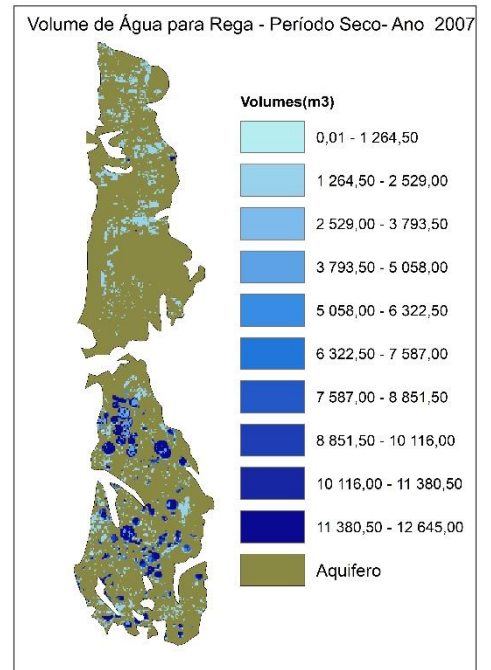 Volume de Água para Rega - Período Seco- Ano 2007
Volumes(m3)
0,01 - 1 264,50
1 264,50 - 2 529,00
2 529,00 - 3 793,50
3 793,50 - 5 058,00
5 058,00 - 6 322,50
6 322,50 - 7 587,00
7 587,00 - 8 851,50
8 851,50 - 10 116,00
10 116,00 - 11 380,50
11 380,50 - 12 645,00
Aquifero